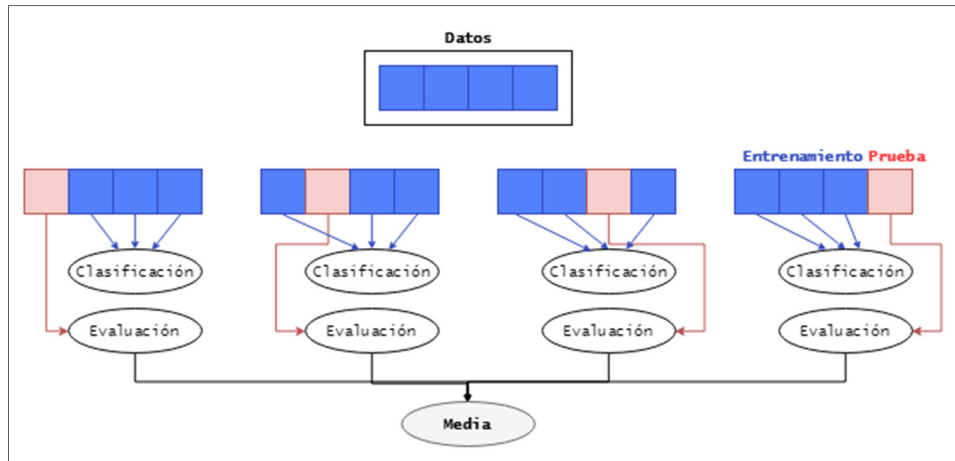 Datos
Entrenamiento Prueba
Clasificación Clasificación Clasificación Clasificación
Evaluación Evaluación Evaluación Evaluación
Media